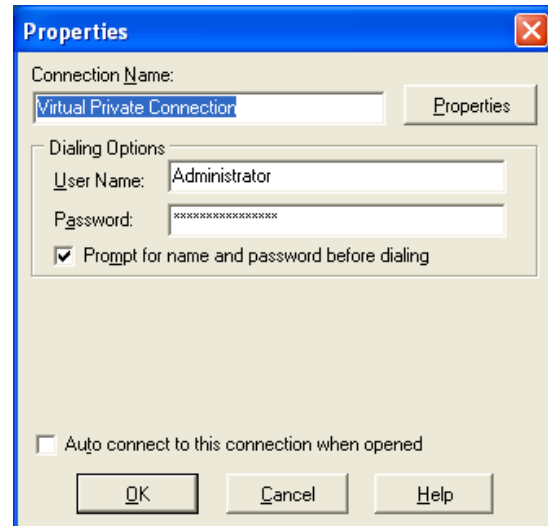 Properties
Connection Name:
Virtual Private Connection
Properties
Dialing Options
User Name: Administrator
Password: ****************
Prompt for name and password before dialing
Auto connect to this connection when opened
OK Cancel Help